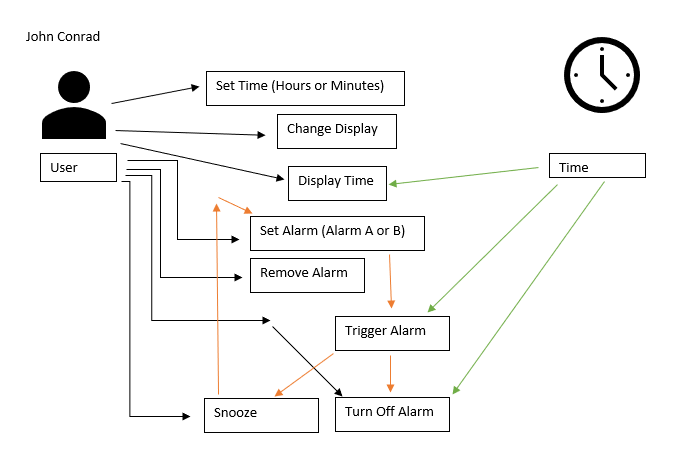 John Conrad
Set Time (Hours or Minutes)
Change Display
User
Display Time
Time
Set Alarm (Alarm A or B)
Remove Alarm
Trigger Alarm
Snooze
Turn Off Alarm